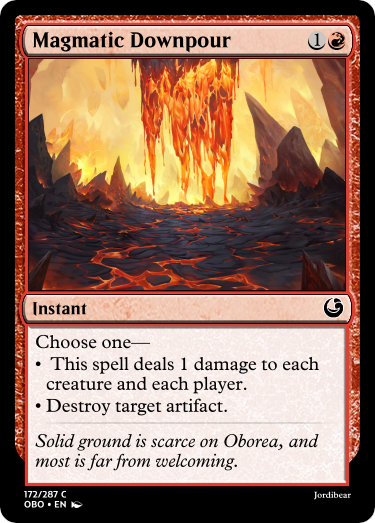 Magmatic Downpour 1
Instant
Choose one—
• This spell deals 1 damage to each
creature and each player.
• Destroy target artifact.
Solid ground is scarce on Oborea, and
most is far from welcoming.
172/287 C
OBO • EN Jordibear